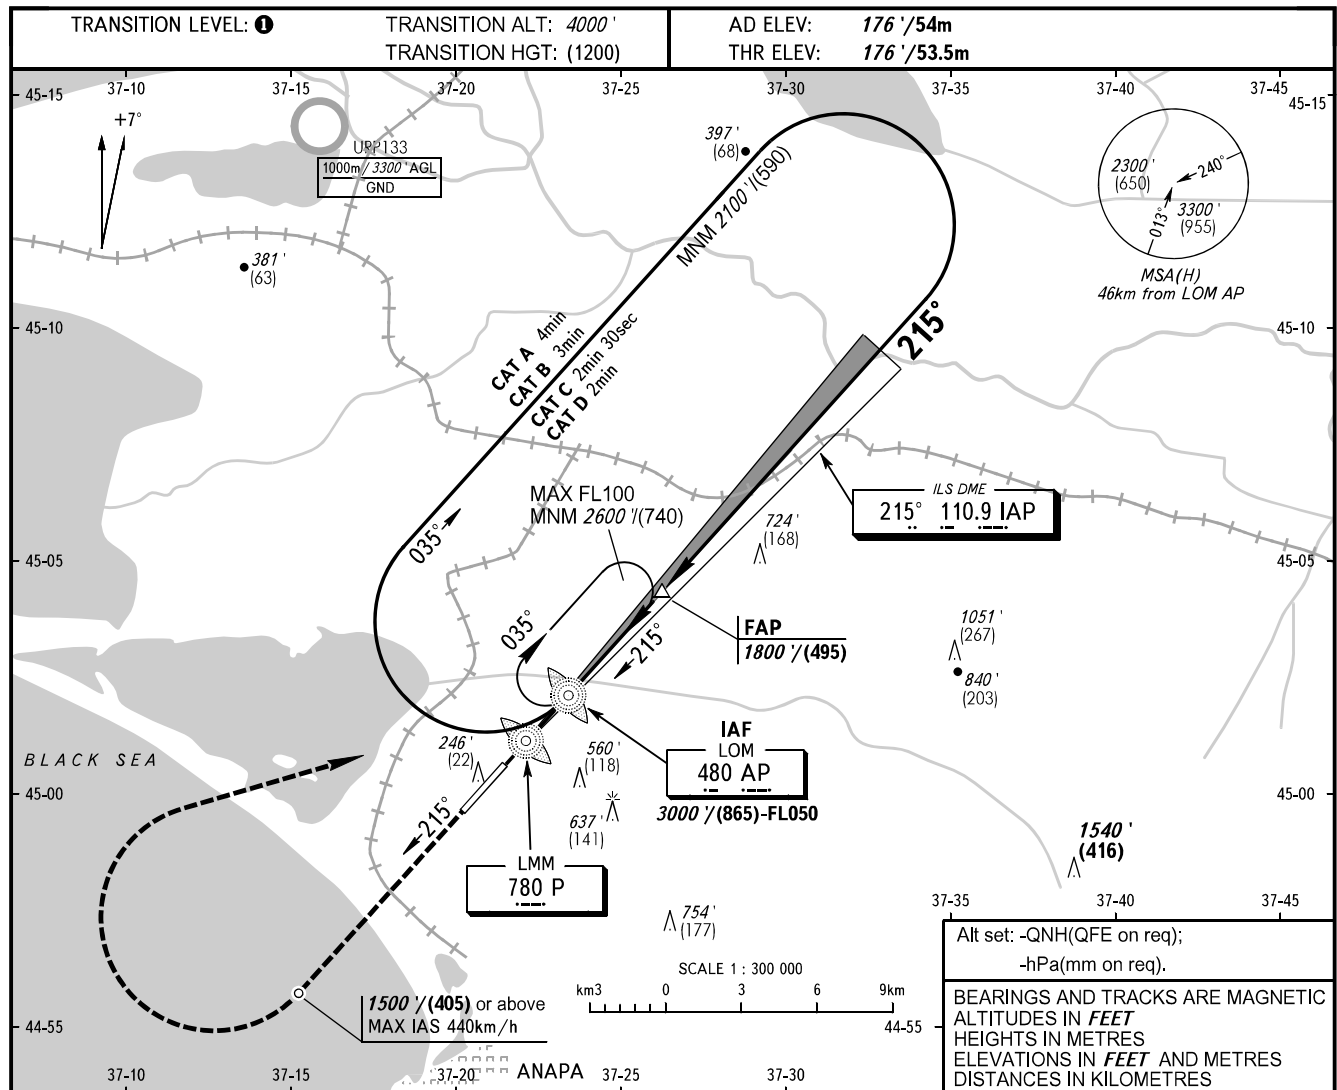 TRANSITION LEVEL: ❶ TRANSITION ALT: 4000 '
TRANSITION HGT: (1200)
AD ELEV: 176 '/54m
THR ELEV: 176 '/53.5m
37-10 37-15 37-20 37-25 37-30 37-35 37-40 37-45
45-15 45-15
+7°
URP133
1000m/3300 'AGL
GND
397 '
(68)
MNM 2100 '/(590)
2300 '
(650)
240°
013°
3300 '
(955)
MSA(H)
46km from LOM AP
381 '
(63)
45-10 45-10
215°
CAT A 4min
CAT B 3min
CAT C 2min 30sec
CAT D 2min
MAX FL100
MNM 2600 '/(740)
ILS DME
215° 110.9 IAP
035°
724 '
(168)
45-05 45-05
035°
215°
FAP
1800 '/(495)
1051 '
(267)
840 '
(203)
BLACK SEA
246 '
(22)
560 '
(118)
IAF
LOM
480 AP
3000 '/(865)-FL050
45-00 45-00
215°
637 '
(141)
1540 '
(416)
LMM
780 P
754 '
(177)
37-35 37-40 37-45
SCALE 1 : 300 000
km3 0 3 6 9km
1500 '/(405) or above
MAX IAS 440km/h
44-55 44-55
ANAPA
37-10 37-15 37-20 37-25 37-30
Alt set: -QNH(QFE on req);
-hPa(mm on req).
BEARINGS AND TRACKS ARE MAGNETIC
ALTITUDES IN FEET
HEIGHTS IN METRES
ELEVATIONS IN FEET AND METRES
DISTANCES IN KILOMETRES